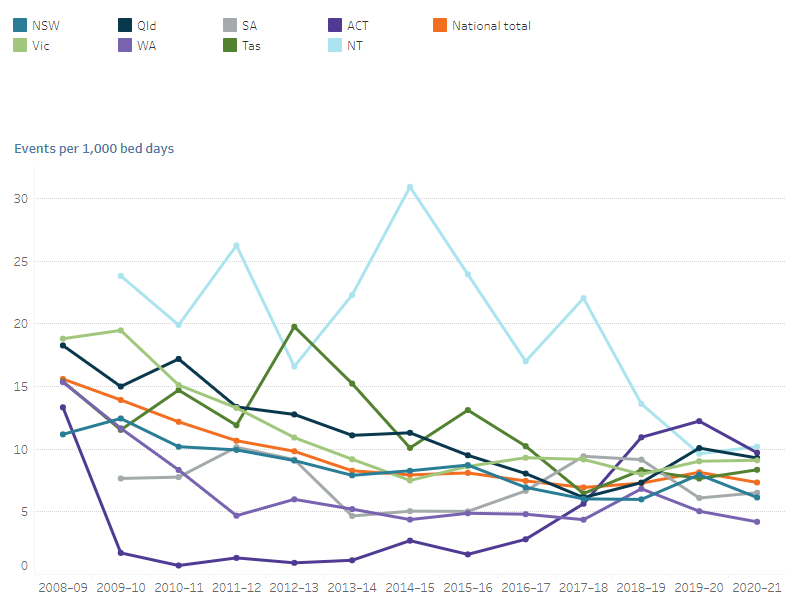 NSW Qld SA ACT National total
Vic WA Tas NT
Events per 1,000 bed days
30
25
20
15
10
5
0
2008–09 2009–10 2010–11 2011–12 2012–13 2013–14 2014–15 2015–16 2016–17 2017–18 2018–19 2019–20 2020–21